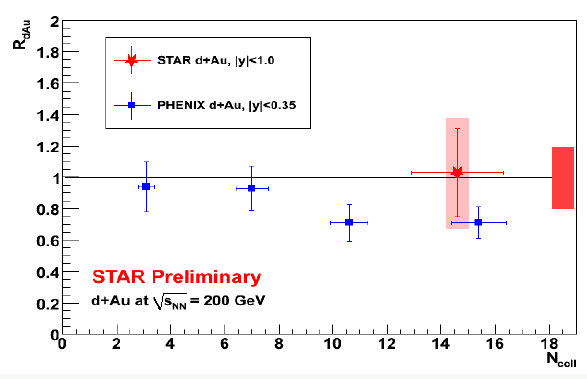 R_dAu
2
1.8
1.6
1.4
1.2
1
0.8
0.6
0.4
0.2
0
STAR d+Au, |y|<1.0
PHENIX d+Au, |y|<0.35
STAR Preliminary
d+Au at √s_NN = 200 GeV
0 2 4 6 8 10 12 14 16 18
N_coll